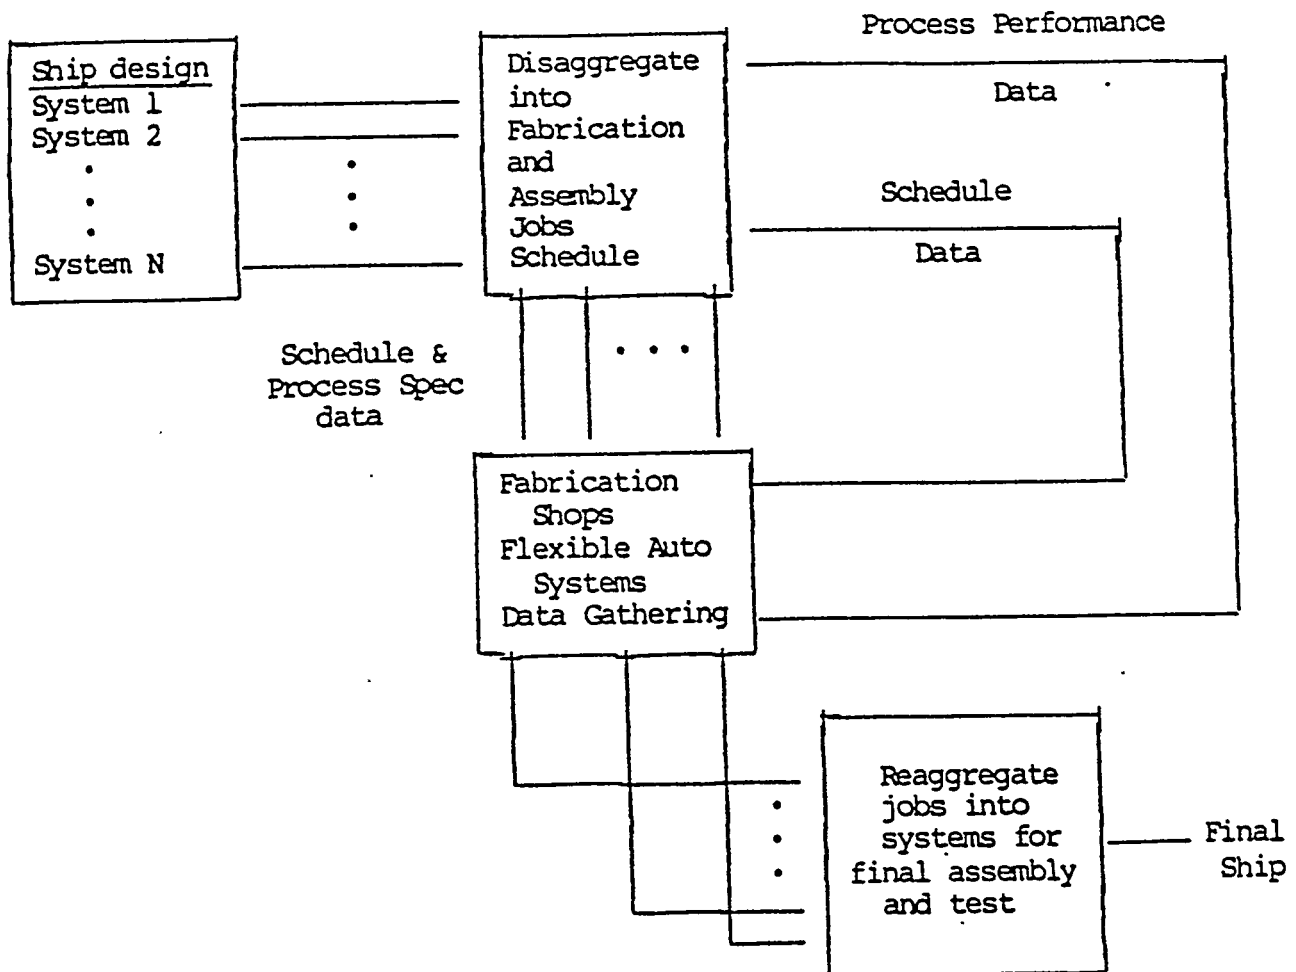 Process Performance
Data
Ship design
System 1
System 2
System N
Disaggregate
into
Fabrication
and
Assembly
Jobs
Schedule
Schedule
Data
Schedule &
Process Spec
data
Fabrication
Shops
Flexible Auto
Systems
Data Gathering
Reaggregate
jobs into
systems for
final assembly
and test
Final
Ship